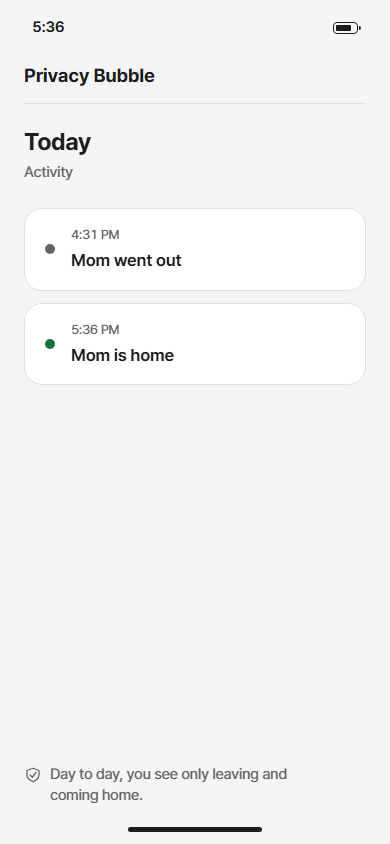 5:36
Privacy Bubble
Today
Activity
4:31 PM
Mom went out
5:36 PM
Mom is home
Day to day, you see only leaving and
coming home.